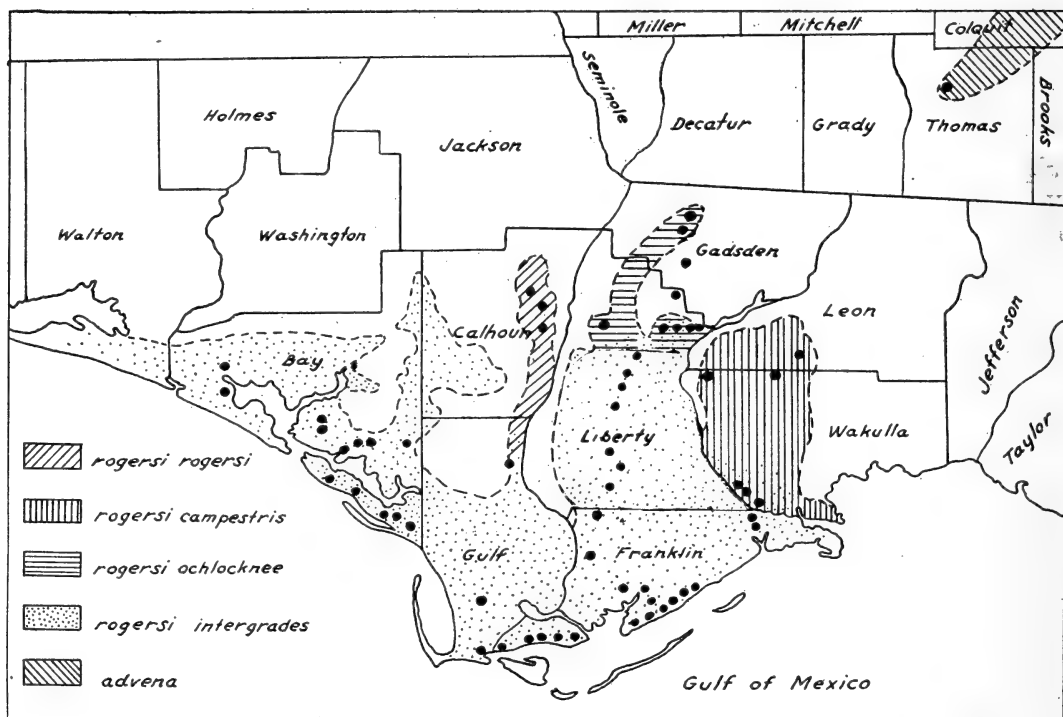 Miller
Mitchell
Colquit
Seminole
Decatur
Grady
Thomas
Brooks
Holmes
Jackson
Walton
Washington
Gadsden
Leon
Jefferson
Taylor
Calhoun
Bay
Liberty
Wakulla
Gulf
Franklin
rogersi rogersi
rogersi campestris
rogersi ochlocknee
rogersi intergrades
advena
Gulf of Mexico